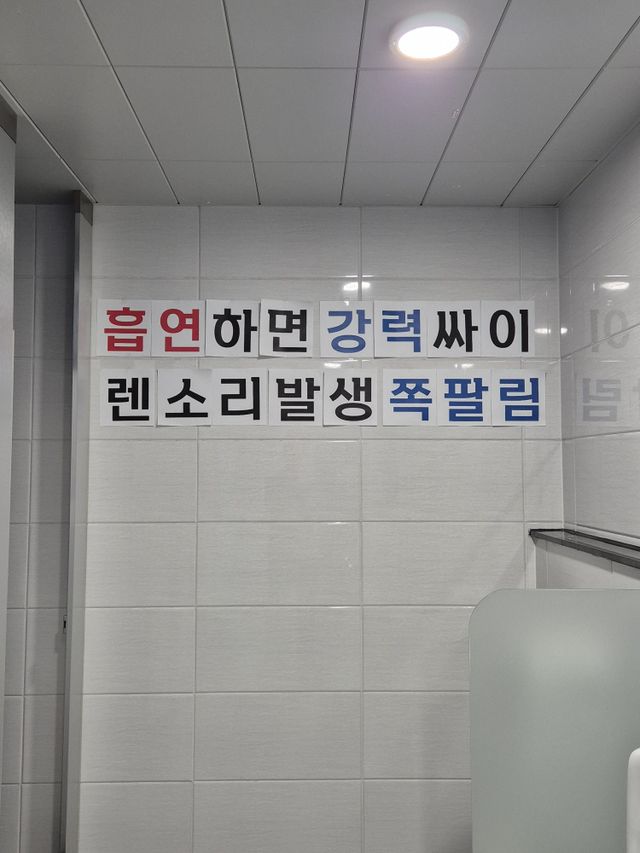 흡연하면 강력싸이
렌소리발생 쪽팔림